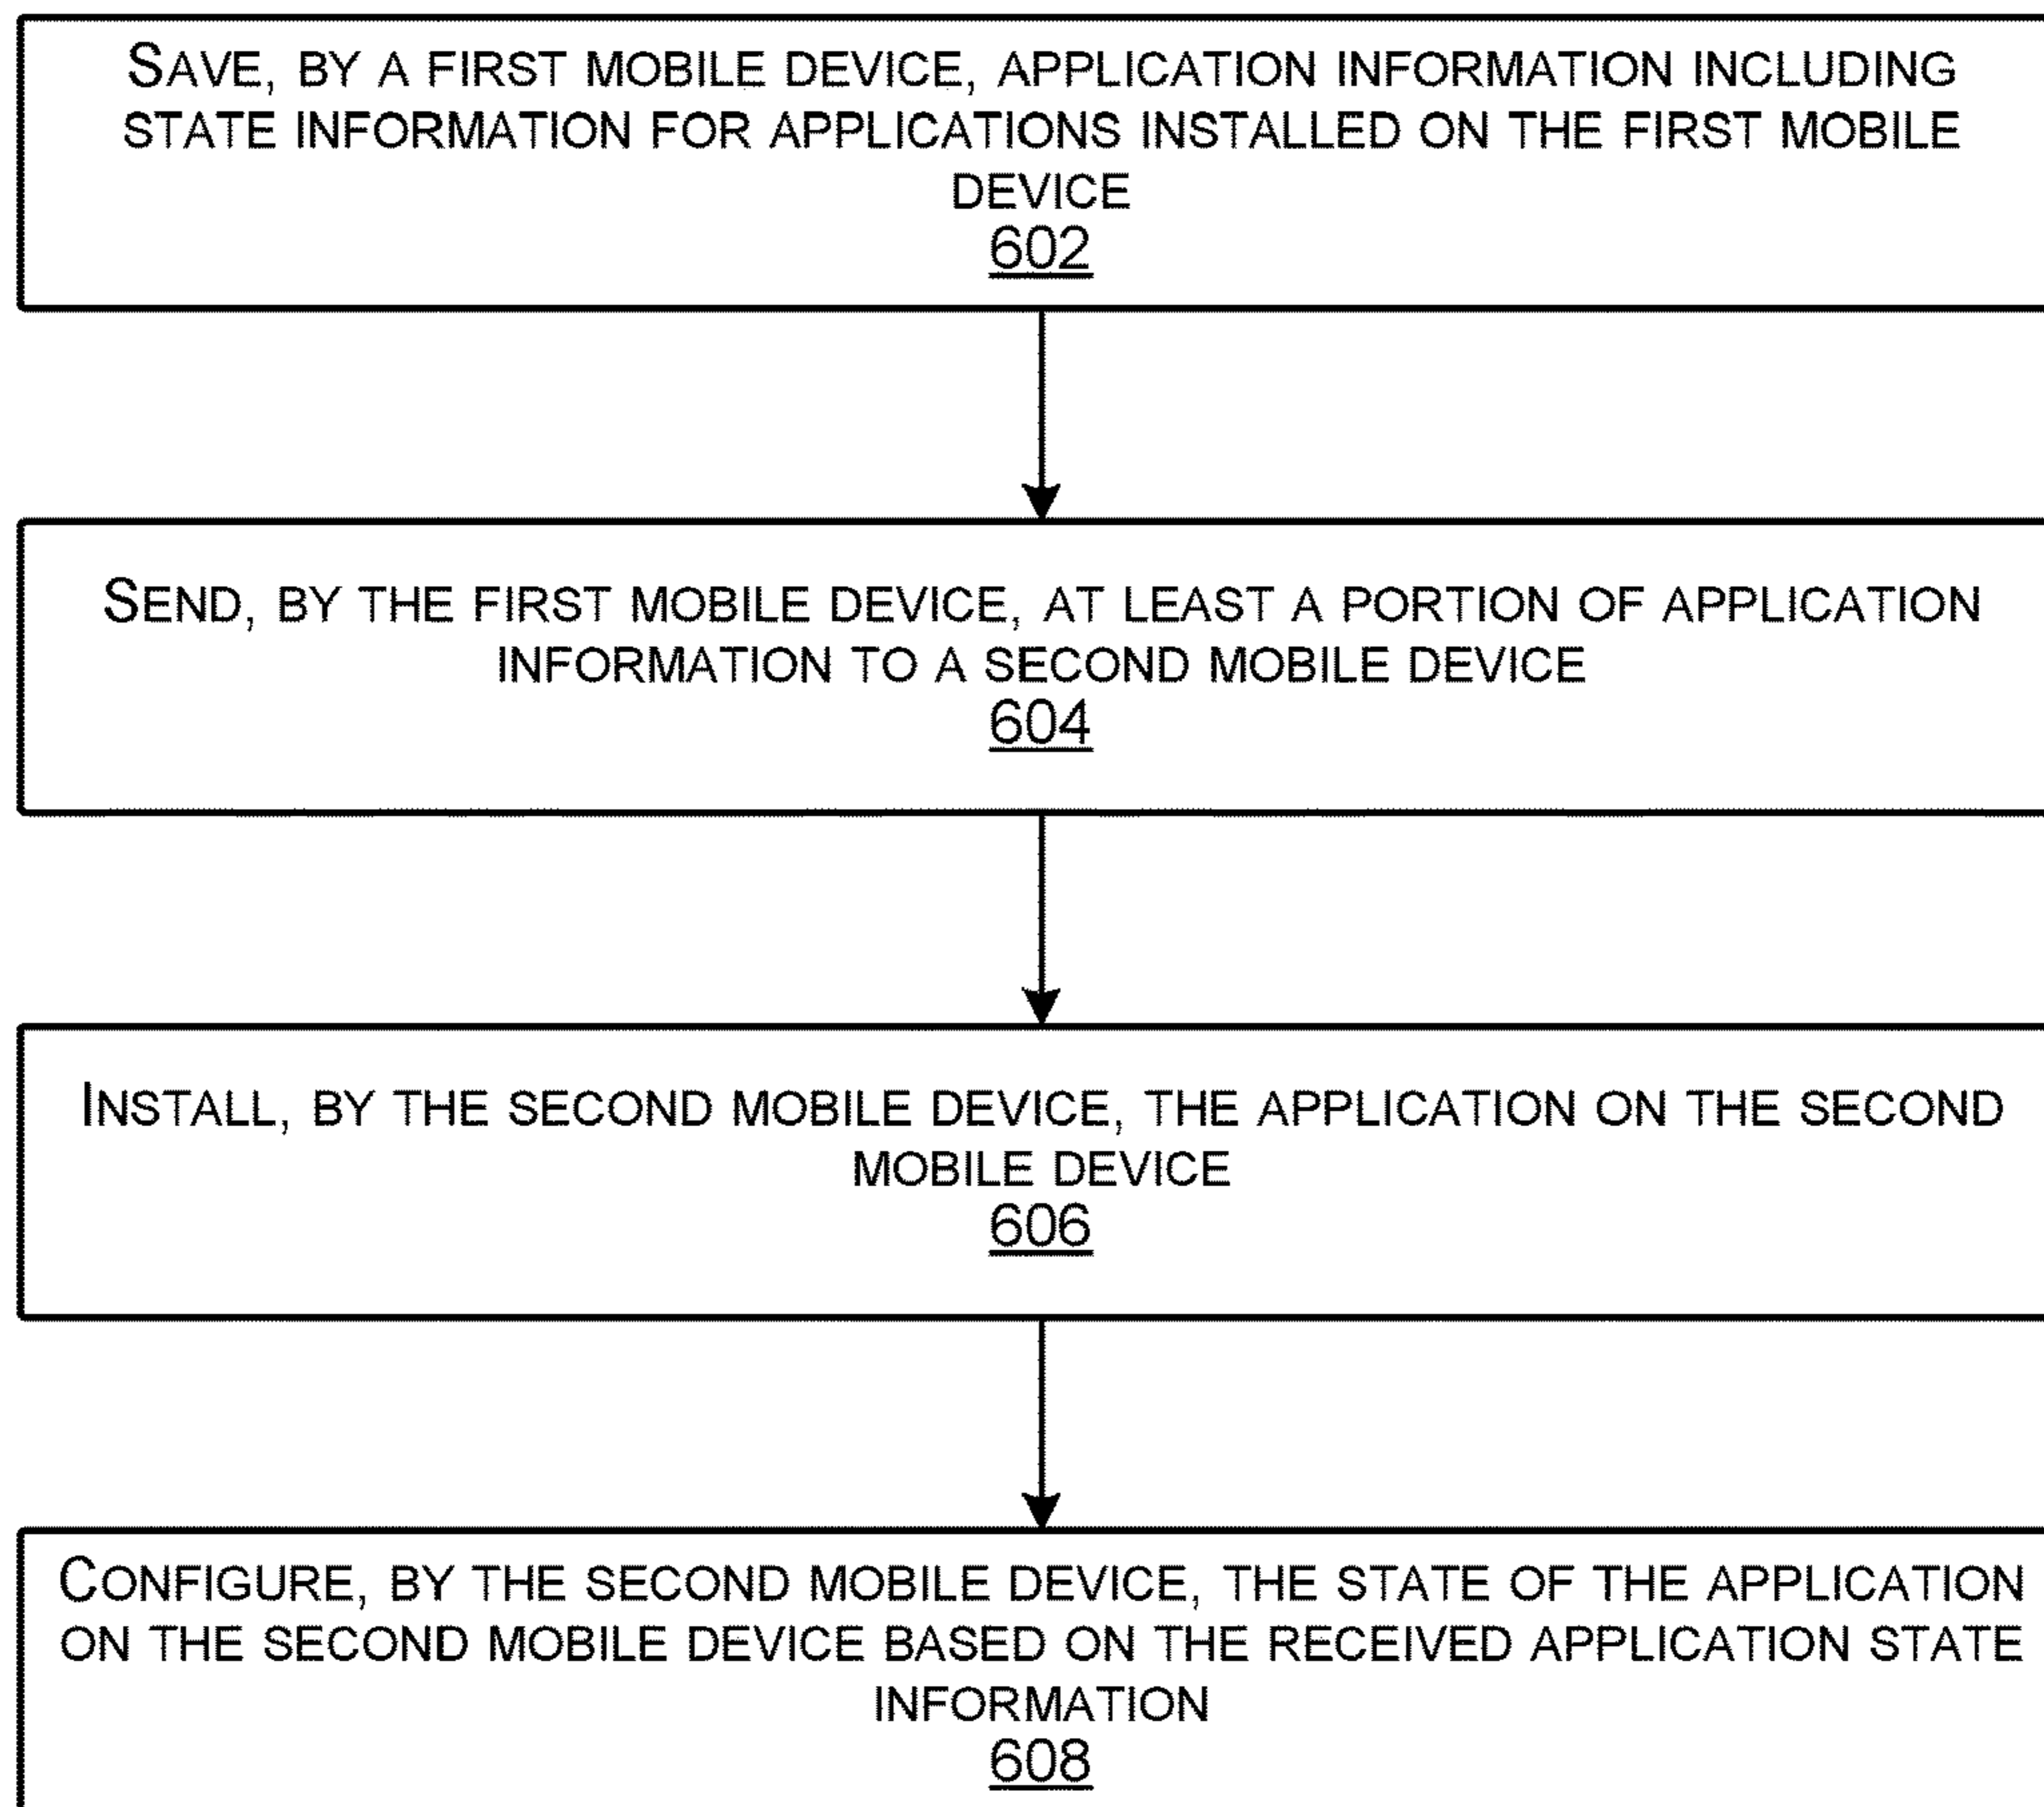 SAVE, BY A FIRST MOBILE DEVICE, APPLICATION INFORMATION INCLUDING
STATE INFORMATION FOR APPLICATIONS INSTALLED ON THE FIRST MOBILE
DEVICE
602
SEND, BY THE FIRST MOBILE DEVICE, AT LEAST A PORTION OF APPLICATION
INFORMATION TO A SECOND MOBILE DEVICE
604
INSTALL, BY THE SECOND MOBILE DEVICE, THE APPLICATION ON THE SECOND
MOBILE DEVICE
606
CONFIGURE, BY THE SECOND MOBILE DEVICE, THE STATE OF THE APPLICATION
ON THE SECOND MOBILE DEVICE BASED ON THE RECEIVED APPLICATION STATE
INFORMATION
608